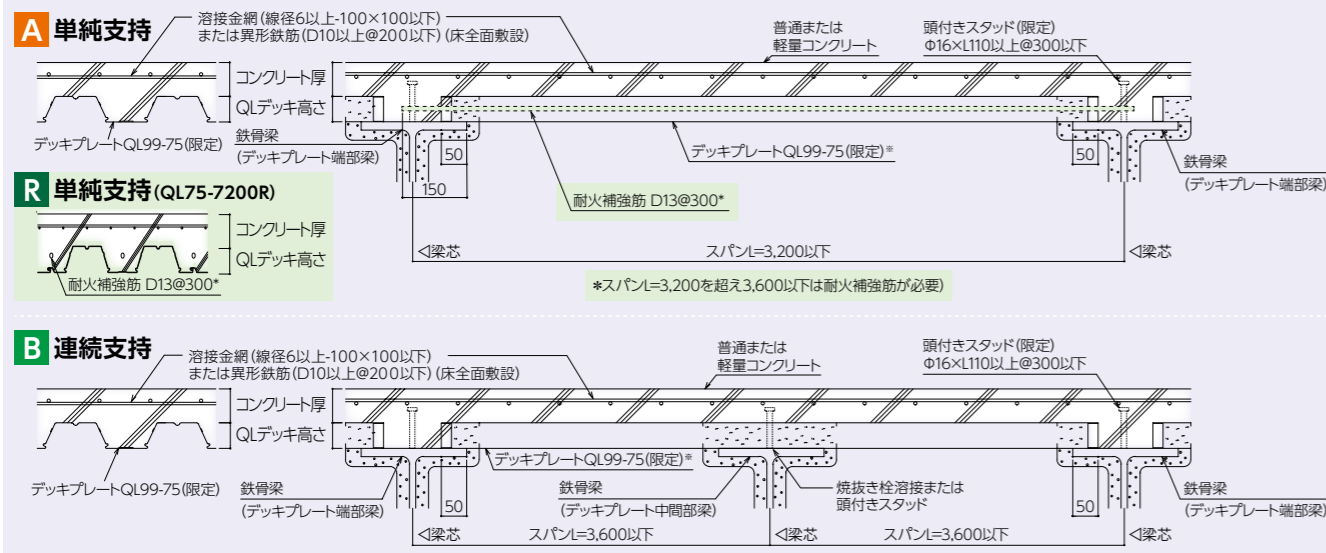 A 単純支持
溶接金網(線径6以上-100×100以下)
または異形鉄筋(D10以上@200以下)(床全面敷設)
普通または
軽量コンクリート
頭付きスタッド(限定)
Φ16×L110以上@300以下
コンクリート厚
QLデッキ高さ
デッキプレートQL99-75(限定)
鉄骨梁
(デッキプレート端部梁)
50
150
デッキプレートQL99-75(限定)※
50
鉄骨梁
(デッキプレート端部梁)
耐火補強筋 D13@300*
◁梁芯
スパンL=3,200以下
◁梁芯
*スパンL=3,200を超え3,600以下は耐火補強筋が必要)
R 単純支持(QL75-7200R)
コンクリート厚
QLデッキ高さ
耐火補強筋 D13@300*
B 連続支持
溶接金網(線径6以上-100×100以下)
または異形鉄筋(D10以上@200以下)(床全面敷設)
普通または
軽量コンクリート
頭付きスタッド(限定)
Φ16×L110以上@300以下
コンクリート厚
QLデッキ高さ
デッキプレートQL99-75(限定)
鉄骨梁
(デッキプレート端部梁)
50
デッキプレートQL99-75(限定)※
鉄骨梁
(デッキプレート中間部梁)
焼抜き栓溶接または
頭付きスタッド
50
鉄骨梁
(デッキプレート端部梁)
◁梁芯
スパンL=3,600以下
◁梁芯
スパンL=3,600以下
◁梁芯